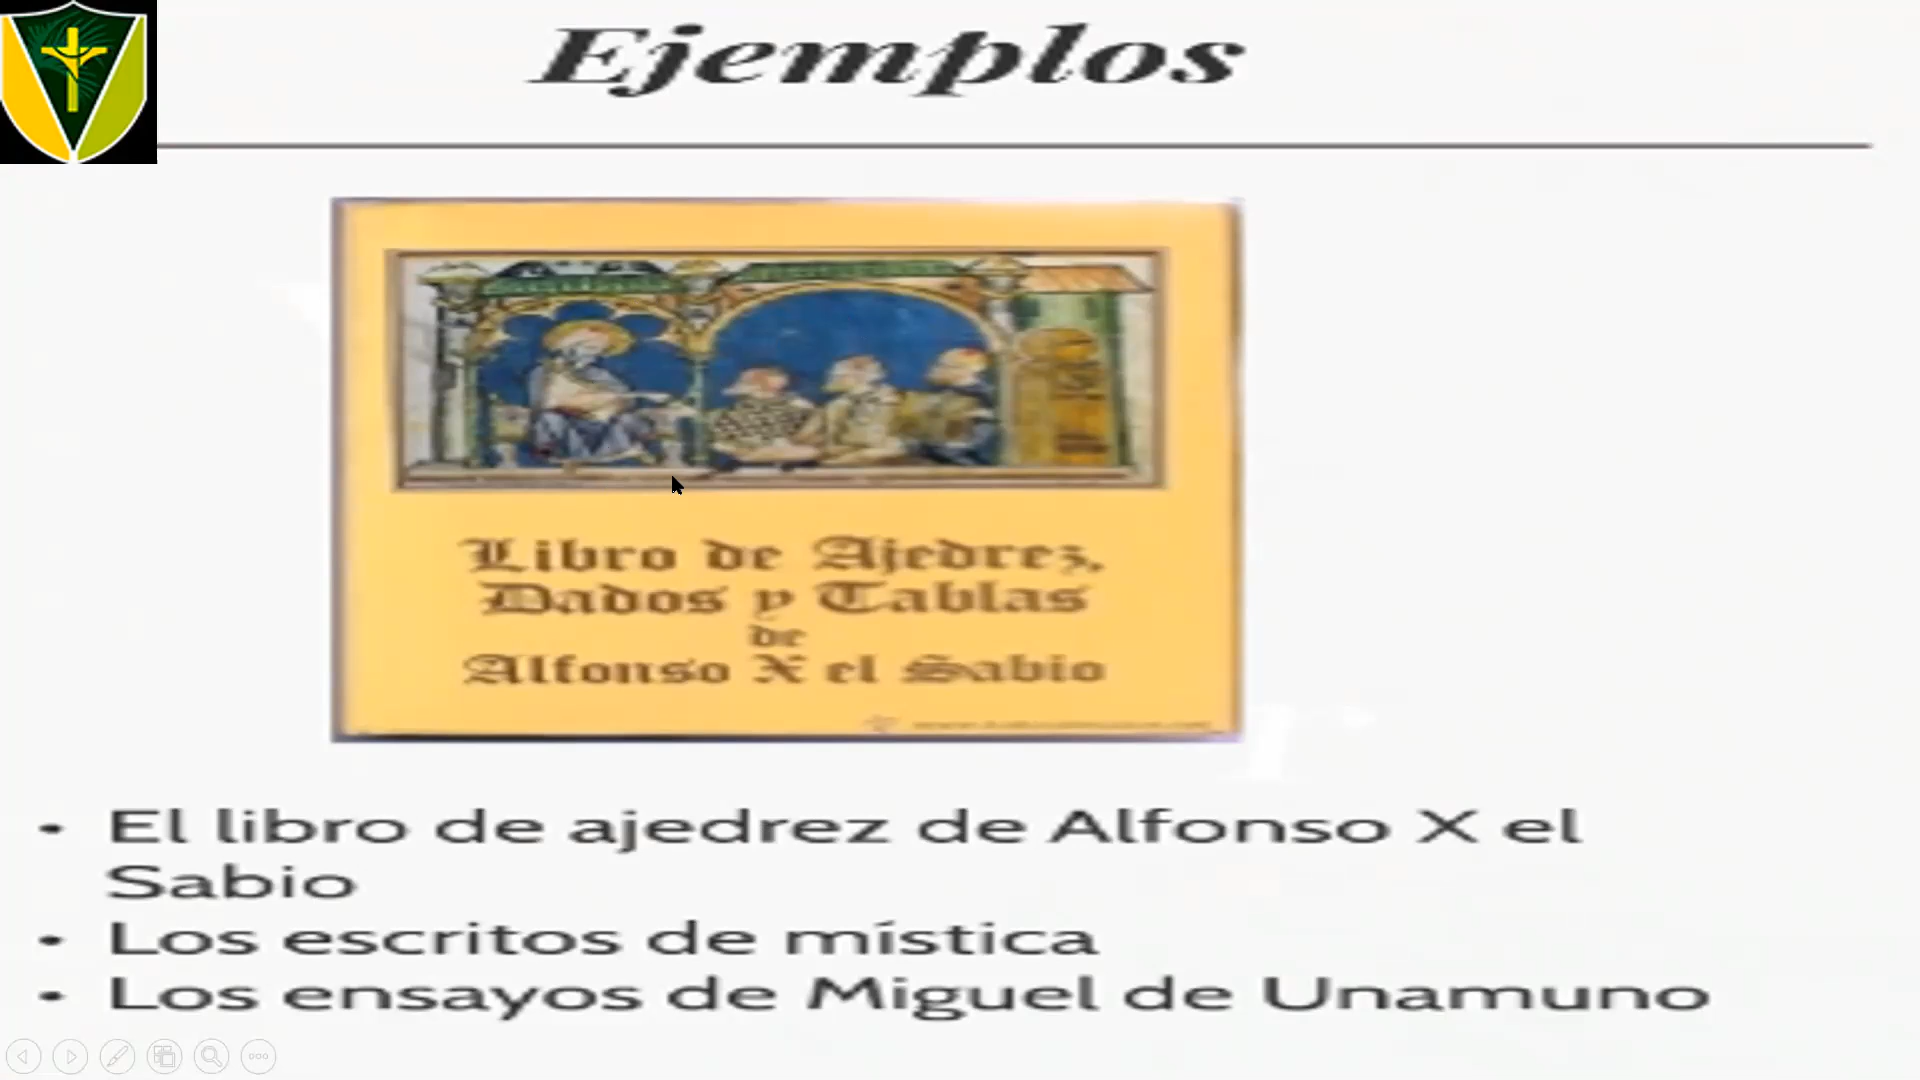 Ejemplos
Libro de Ajedrez,
Dados y Tablas
de
Alfonso X el Sabio
• El libro de ajedrez de Alfonso X el
Sabio
• Los escritos de mística
• Los ensayos de Miguel de Unamuno